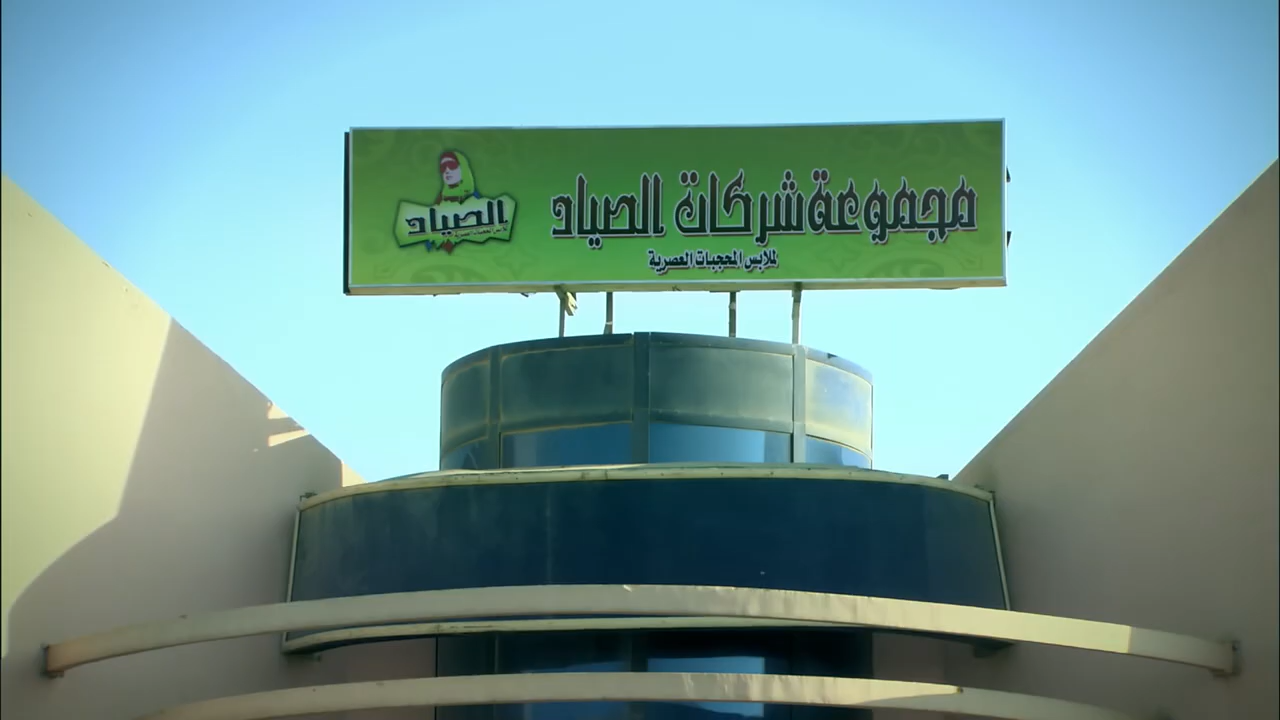 مجموعة شركات الصياد
لملابس المحجبات العصرية
الصياد